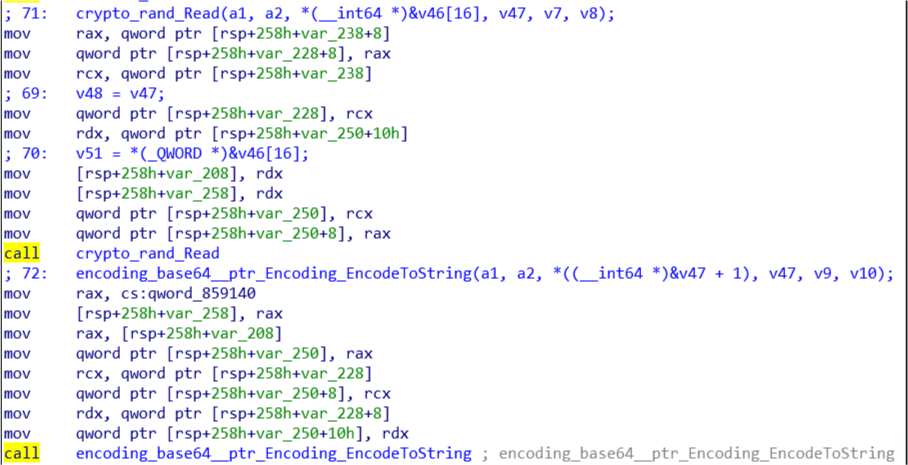 ; 71:   crypto_rand_Read(a1, a2, *(__int64 *)&v46[16], v47, v7, v8);
mov     rax, qword ptr [rsp+258h+var_238+8]
mov     qword ptr [rsp+258h+var_228+8], rax
mov     rcx, qword ptr [rsp+258h+var_238]
; 69:   v48 = v47;
mov     qword ptr [rsp+258h+var_228], rcx
mov     rdx, qword ptr [rsp+258h+var_250+10h]
; 70:   v51 = *(_QWORD *)&v46[16];
mov     [rsp+258h+var_208], rdx
mov     [rsp+258h+var_258], rdx
mov     qword ptr [rsp+258h+var_250], rcx
mov     qword ptr [rsp+258h+var_250+8], rax
call    crypto_rand_Read
; 72:   encoding_base64__ptr_Encoding_EncodeToString(a1, a2, *((__int64 *)&v47 + 1), v47, v9, v10);
mov     rax, cs:qword_859140
mov     [rsp+258h+var_258], rax
mov     rax, [rsp+258h+var_208]
mov     qword ptr [rsp+258h+var_250], rax
mov     rcx, qword ptr [rsp+258h+var_228]
mov     qword ptr [rsp+258h+var_250+8], rcx
mov     rdx, qword ptr [rsp+258h+var_228+8]
mov     qword ptr [rsp+258h+var_250+10h], rdx
call    encoding_base64__ptr_Encoding_EncodeToString ; encoding_base64__ptr_Encoding_EncodeToString